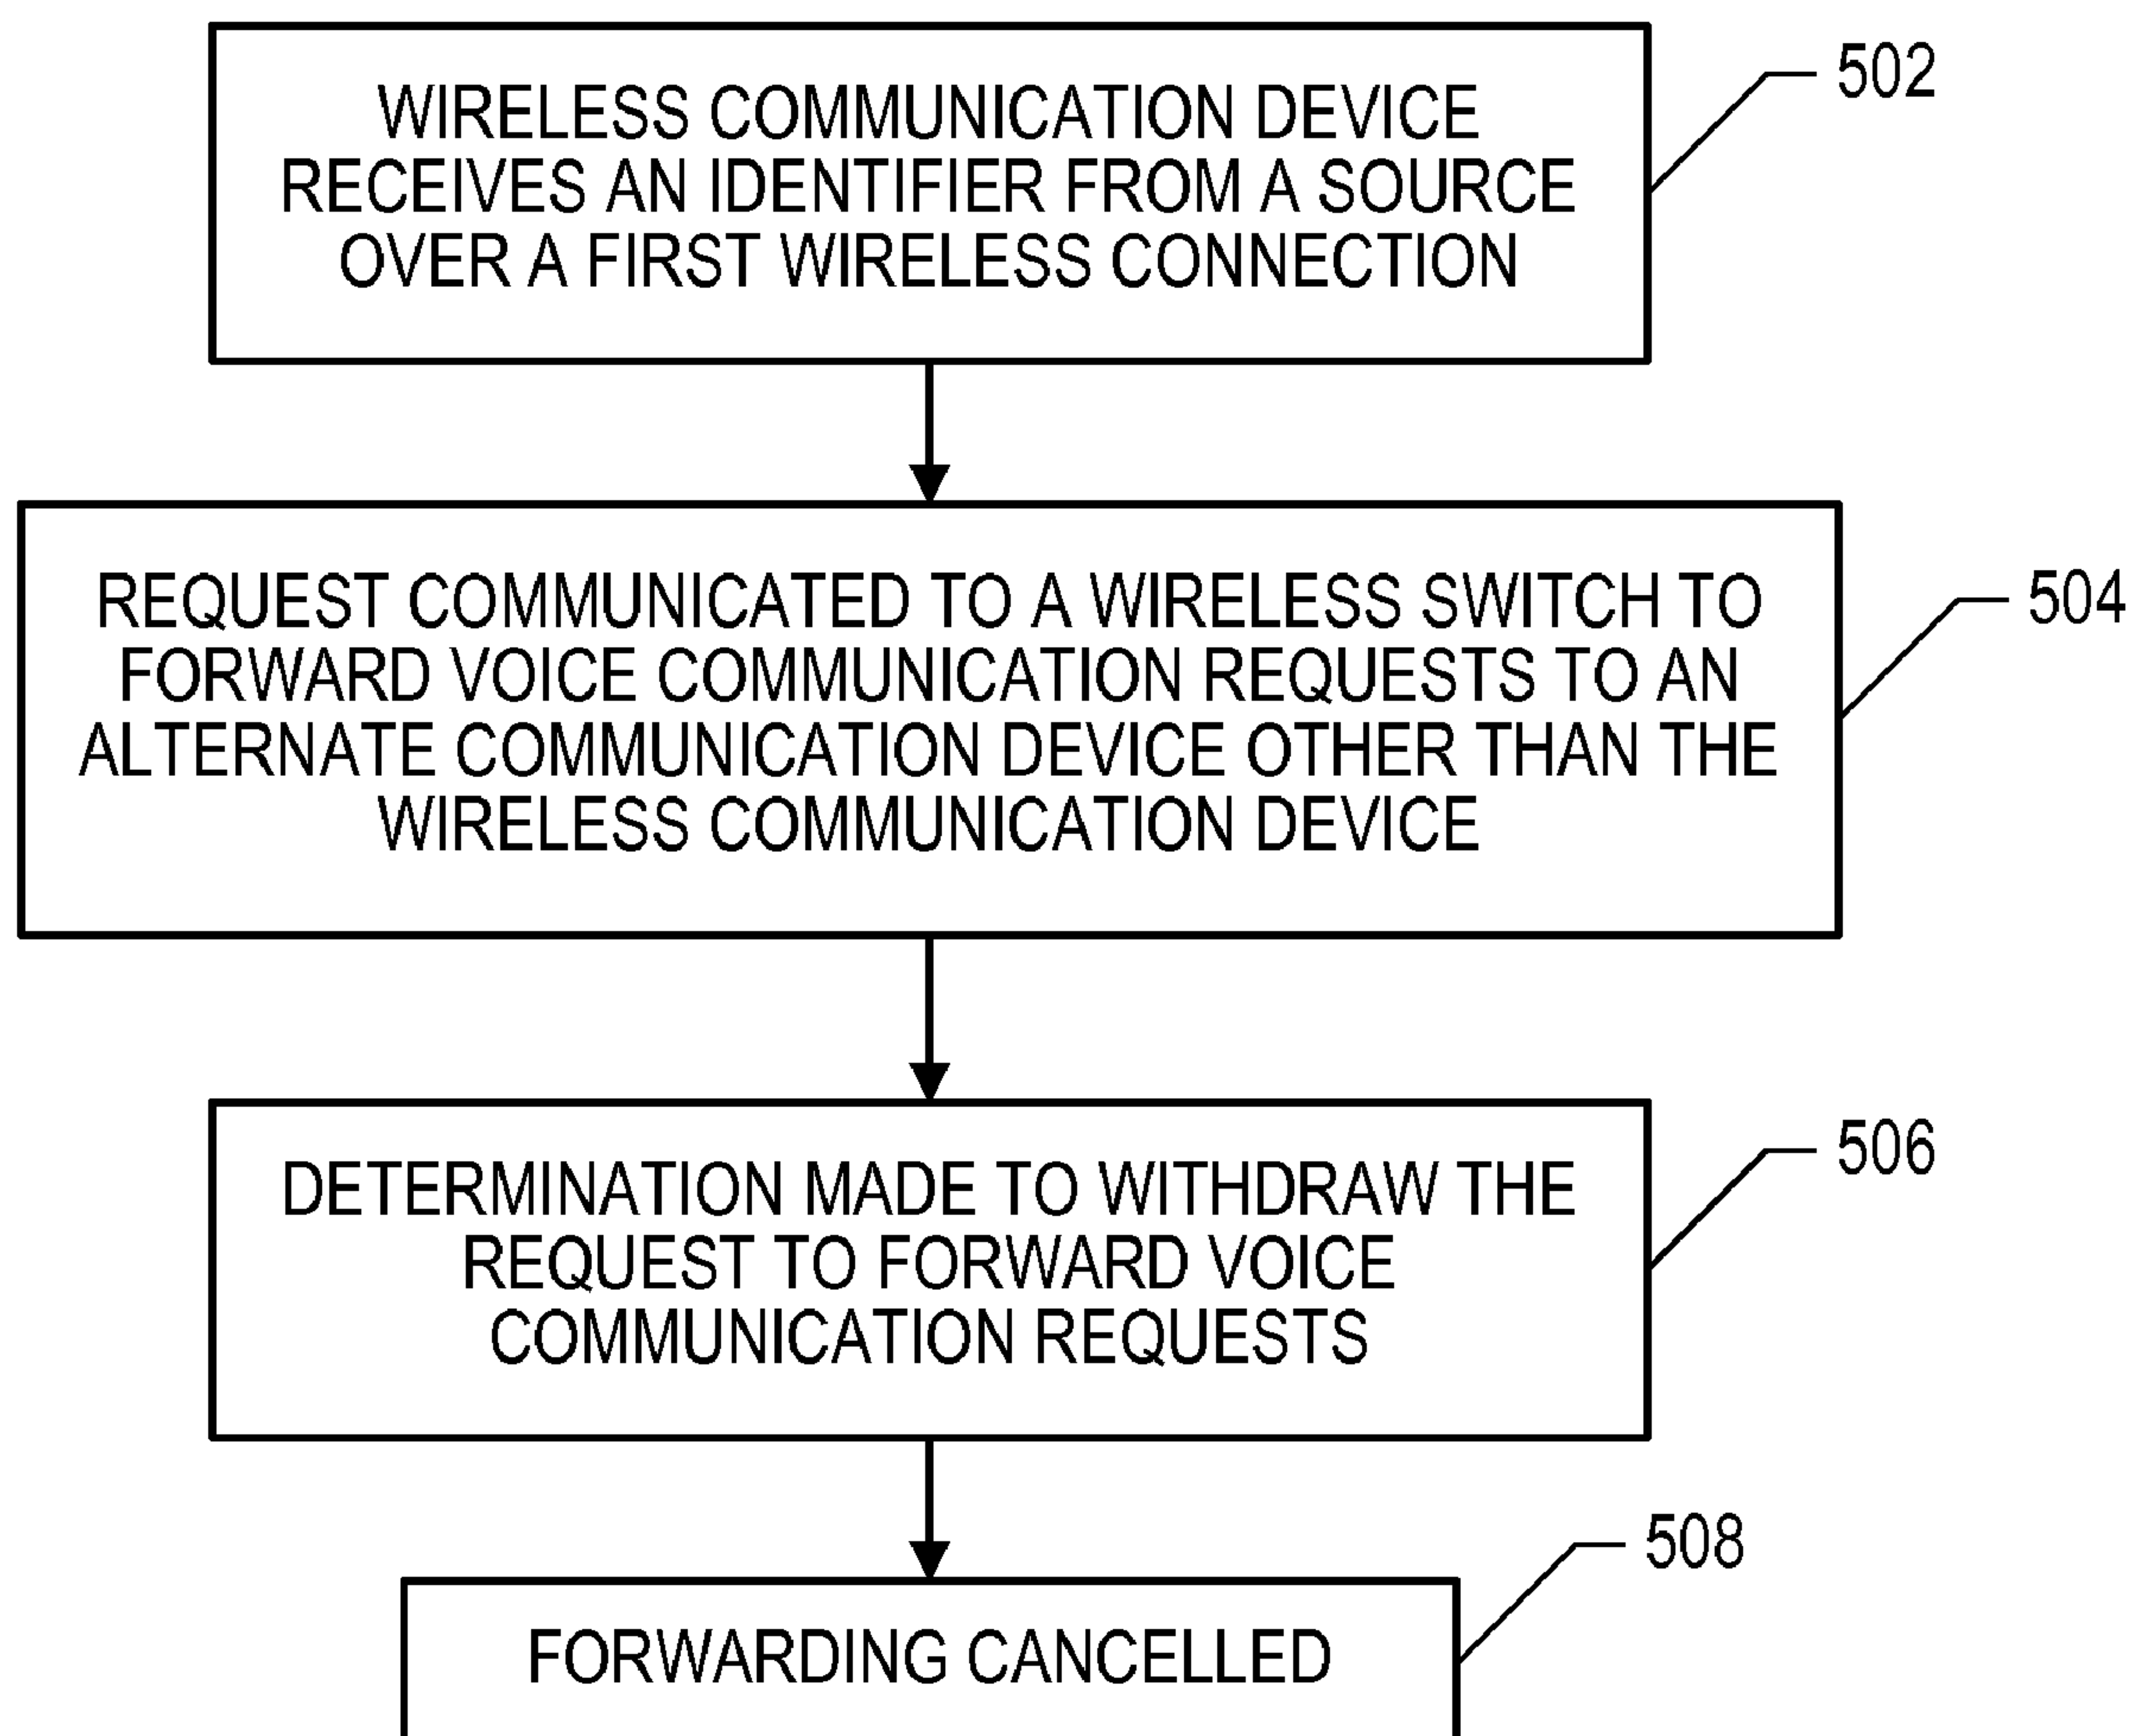 502
WIRELESS COMMUNICATION DEVICE
RECEIVES AN IDENTIFIER FROM A SOURCE
OVER A FIRST WIRELESS CONNECTION
504
REQUEST COMMUNICATED TO A WIRELESS SWITCH TO
FORWARD VOICE COMMUNICATION REQUESTS TO AN
ALTERNATE COMMUNICATION DEVICE OTHER THAN THE
WIRELESS COMMUNICATION DEVICE
506
DETERMINATION MADE TO WITHDRAW THE
REQUEST TO FORWARD VOICE
COMMUNICATION REQUESTS
508
FORWARDING CANCELLED